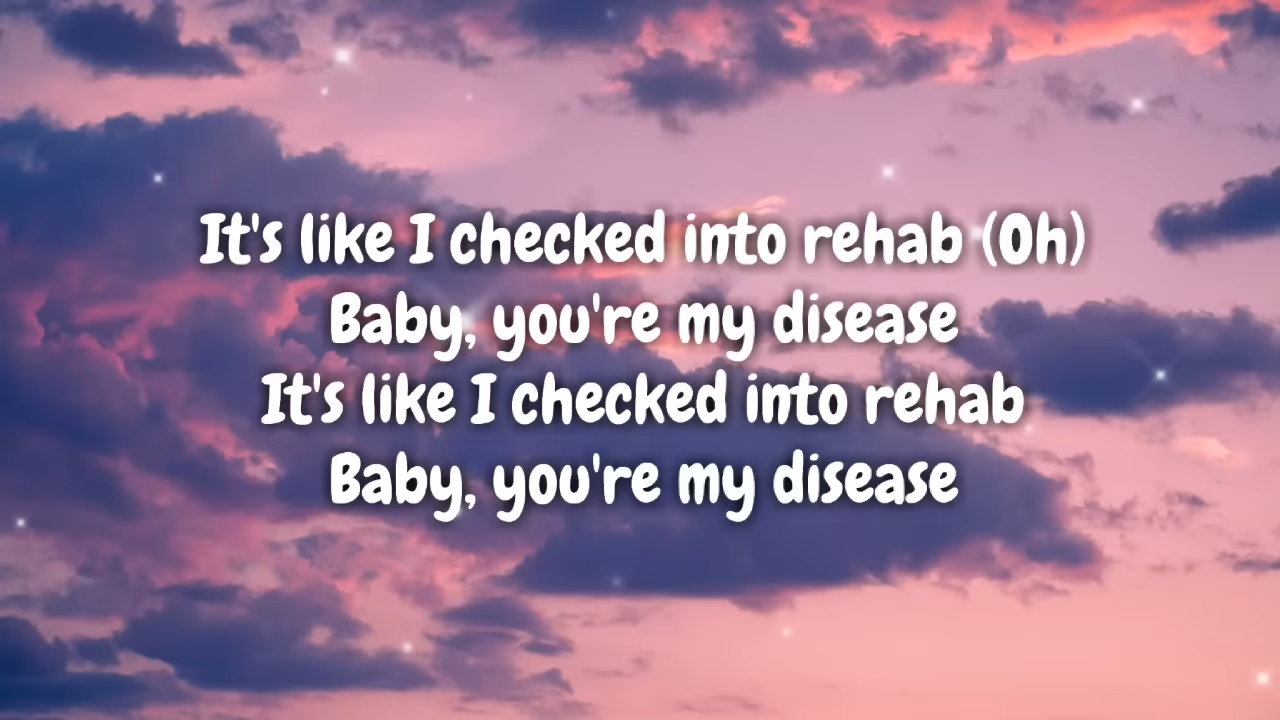 It's like I checked into rehab (Oh)
Baby, you're my disease
It's like I checked into rehab
Baby, you're my disease